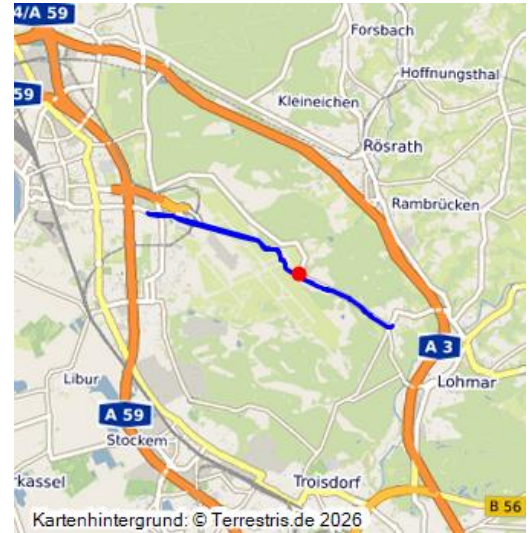 4/A 59
Forsbach
Hoffnungsthal
59
Kleineichen
Rösrath
Rambrücken
A 3
Libur
Lohmar
A 59
Stockem
Troisdorf
rkassel
B 56
Kartenhintergrund: © Terrestris.de 2026